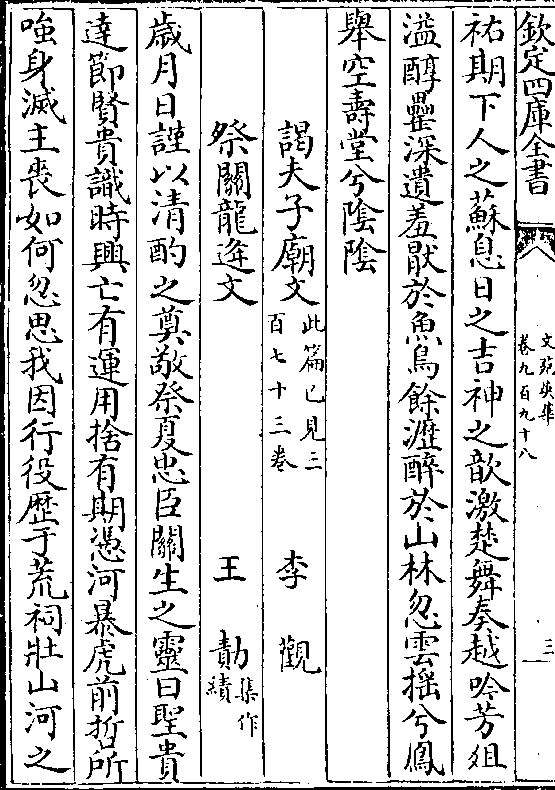 欽定四庫全書
文苑英華
卷九百九十八
三
祐期下人之蘇息日之吉神之歆激楚舞奏越吟芳俎
溢醇罍深遺羞猒於魚鳥餘瀝醉於山林忽雲揺兮鳳
舉空壽堂兮陰陰
謁夫子廟文此篇已見三百七十三卷 李觀
祭關龍逄文 王勣集作績
歲月日謹以清酌之奠敬祭夏忠臣關生之靈曰聖貴
達節賢貴識時興亡有運用捨有期憑河暴虎前哲所
嗤身滅主喪如何忽思我因行役歴于荒祠壯山河之